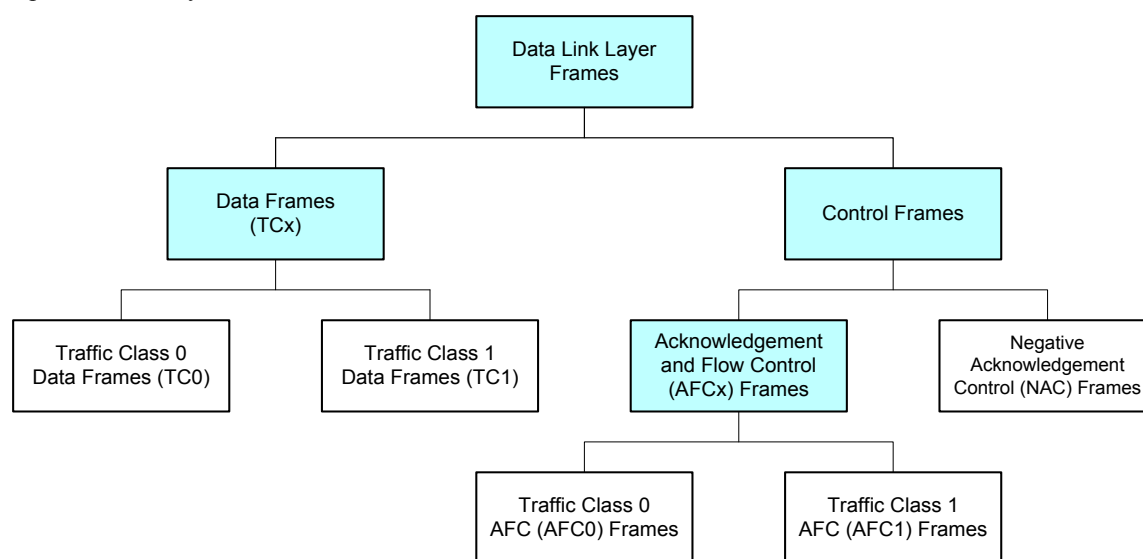 Data Link Layer
Frames
Data Frames
(TCx)
Control Frames
Traffic Class 0
Data Frames (TC0)
Traffic Class 1
Data Frames (TC1)
Acknowledgement
and Flow Control
(AFCx) Frames
Negative
Acknowledgement
Control (NAC) Frames
Traffic Class 0
AFC (AFC0) Frames
Traffic Class 1
AFC (AFC1) Frames